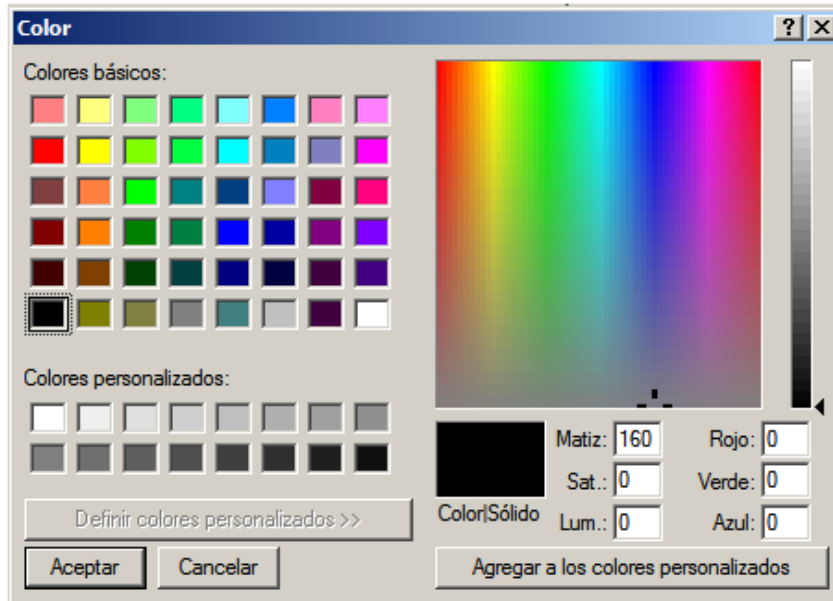 Color
Colores básicos:
Colores personalizados:
Definir colores personalizados >>
Aceptar Cancelar
Color|Sólido
Matiz: 160 Rojo: 0
Sat.: 0 Verde: 0
Lum.: 0 Azul: 0
Agregar a los colores personalizados